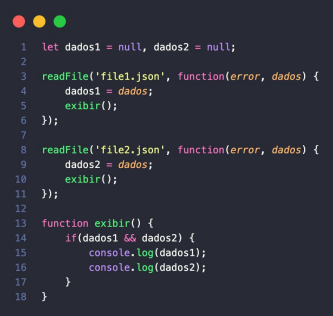 1 let dados1 = null, dados2 = null;
2
3 readFile('file1.json', function(error, dados) {
4     dados1 = dados;
5     exibir();
6 });
7
8 readFile('file2.json', function(error, dados) {
9     dados2 = dados;
10     exibir();
11 });
12
13 function exibir() {
14     if(dados1 && dados2) {
15         console.log(dados1);
16         console.log(dados2);
17     }
18 }